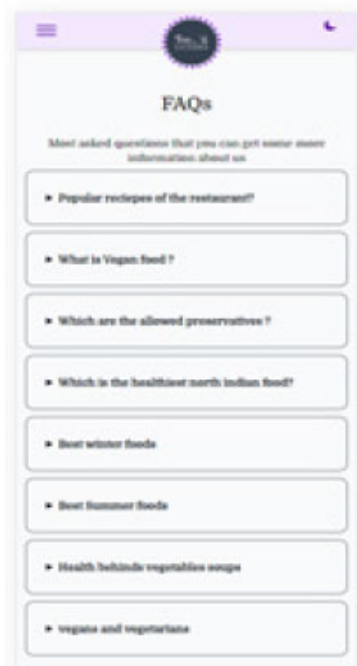 FAQs
Most asked questions that you can get some more
information about us
▸ Popular reciepes of the restaurant?
▸ What is Vegan food ?
▸ Which are the allowed preservatives ?
▸ Which is the healthiest north indian food?
▸ Best winter foods
▸ Best Summer foods
▸ Health behinds vegetables soups
▸ vegans and vegetarians